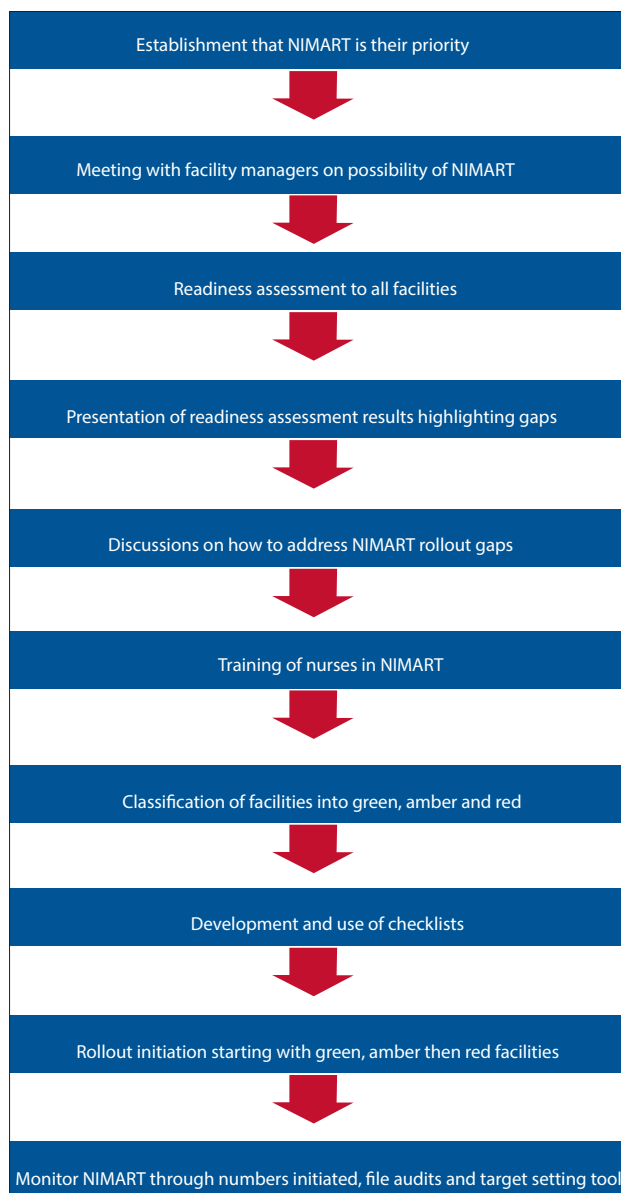 Establishment that NIMART is their priority
Meeting with facility managers on possibility of NIMART
Readiness assessment to all facilities
Presentation of readiness assessment results highlighting gaps
Discussions on how to address NIMART rollout gaps
Training of nurses in NIMART
Classification of facilities into green, amber and red
Development and use of checklists
Rollout initiation starting with green, amber then red facilities
Monitor NIMART through numbers initiated, file audits and target setting tool